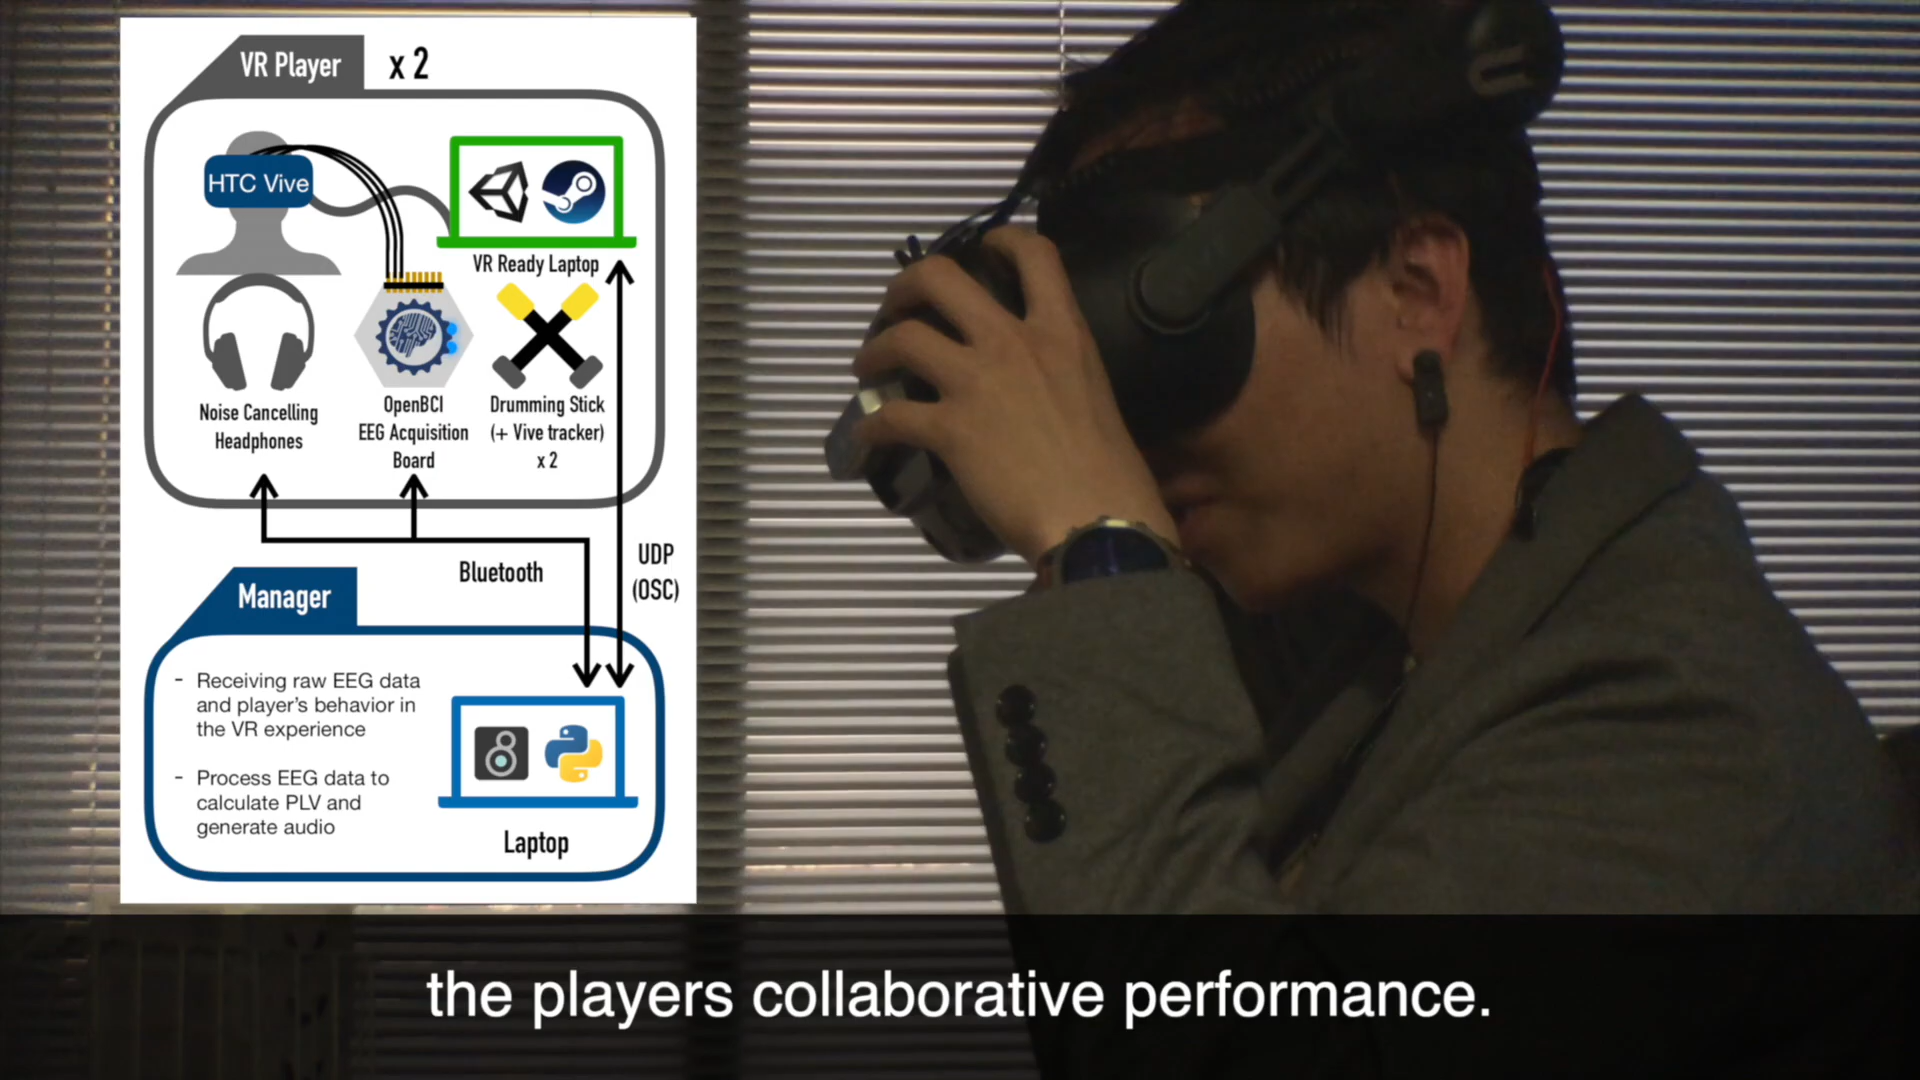 VR Player
x 2
HTC Vive
VR Ready Laptop
Noise Cancelling
Headphones
OpenBCI
EEG Acquisition
Board
Drumming Stick
(+ Vive tracker)
x 2
Bluetooth
UDP
(OSC)
Manager
- Receiving raw EEG data
and player's behavior in
the VR experience
- Process EEG data to
calculate PLV and
generate audio
8
Laptop
the players collaborative performance.